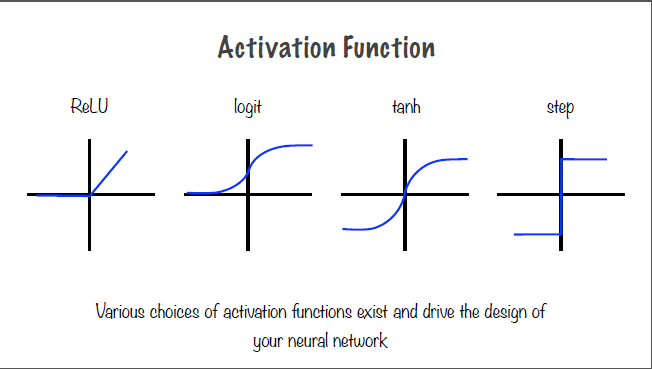 Activation Function
ReLU logit tanh step
Various choices of activation functions exist and drive the design of
your neural network